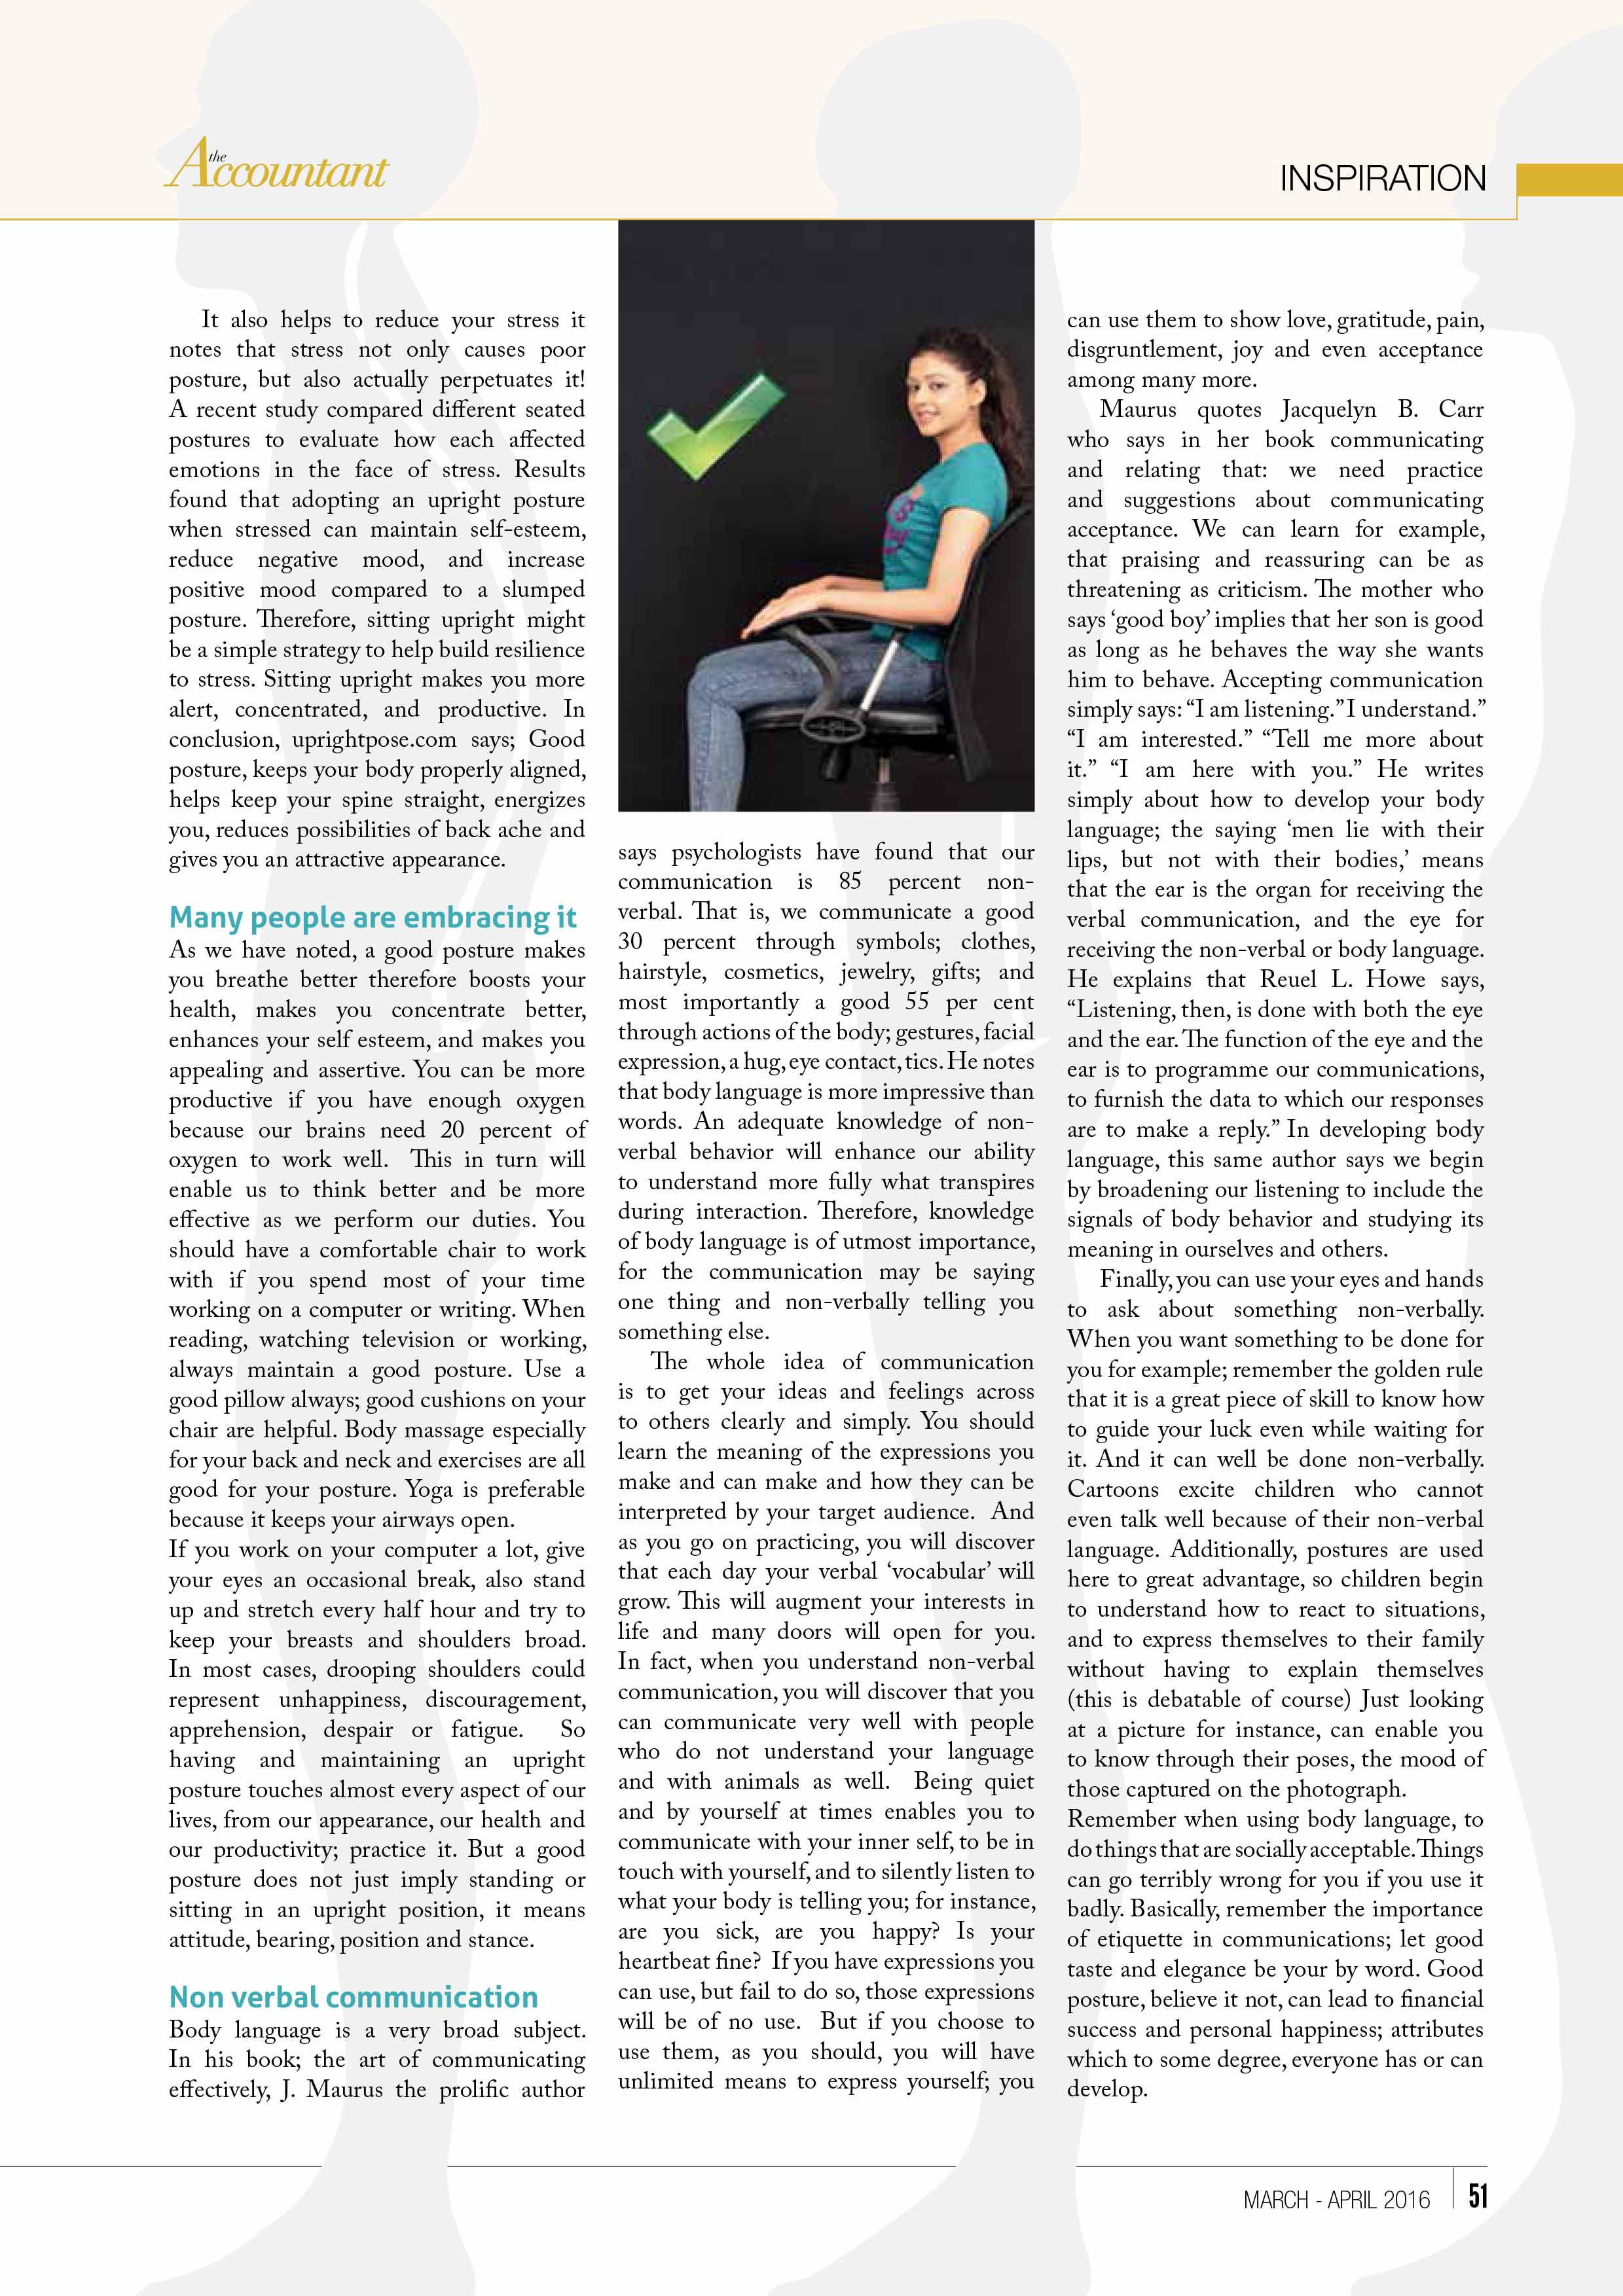 the Accountant
INSPIRATION
It also helps to reduce your stress it
notes that stress not only causes poor
posture, but also actually perpetuates it!
A recent study compared different seated
postures to evaluate how each affected
emotions in the face of stress. Results
found that adopting an upright posture
when stressed can maintain self-esteem,
reduce negative mood, and increase
positive mood compared to a slumped
posture. Therefore, sitting upright might
be a simple strategy to help build resilience
to stress. Sitting upright makes you more
alert, concentrated, and productive. In
conclusion, uprightpose.com says; Good
posture, keeps your body properly aligned,
helps keep your spine straight, energizes
you, reduces possibilities of back ache and
gives you an attractive appearance.
Many people are embracing it
As we have noted, a good posture makes
you breathe better therefore boosts your
health, makes you concentrate better,
enhances your self esteem, and makes you
appealing and assertive. You can be more
productive if you have enough oxygen
because our brains need 20 percent of
oxygen to work well. This in turn will
enable us to think better and be more
effective as we perform our duties. You
should have a comfortable chair to work
with if you spend most of your time
working on a computer or writing. When
reading, watching television or working,
always maintain a good posture. Use a
good pillow always; good cushions on your
chair are helpful. Body massage especially
for your back and neck and exercises are all
good for your posture. Yoga is preferable
because it keeps your airways open.
If you work on your computer a lot, give
your eyes an occasional break, also stand
up and stretch every half hour and try to
keep your breasts and shoulders broad.
In most cases, drooping shoulders could
represent unhappiness, discouragement,
apprehension, despair or fatigue. So
having and maintaining an upright
posture touches almost every aspect of our
lives, from our appearance, our health and
our productivity; practice it. But a good
posture does not just imply standing or
sitting in an upright position, it means
attitude, bearing, position and stance.
Non verbal communication
Body language is a very broad subject.
In his book; the art of communicating
effectively, J. Maurus the prolific author
says psychologists have found that our
communication is 85 percent non-
verbal. That is, we communicate a good
30 percent through symbols; clothes,
hairstyle, cosmetics, jewelry, gifts; and
most importantly a good 55 per cent
through actions of the body; gestures, facial
expression, a hug, eye contact, tics. He notes
that body language is more impressive than
words. An adequate knowledge of non-
verbal behavior will enhance our ability
to understand more fully what transpires
during interaction. Therefore, knowledge
of body language is of utmost importance,
for the communication may be saying
one thing and non-verbally telling you
something else.
The whole idea of communication
is to get your ideas and feelings across
to others clearly and simply. You should
learn the meaning of the expressions you
make and can make and how they can be
interpreted by your target audience. And
as you go on practicing, you will discover
that each day your verbal ‘vocabular’ will
grow. This will augment your interests in
life and many doors will open for you.
In fact, when you understand non-verbal
communication, you will discover that you
can communicate very well with people
who do not understand your language
and with animals as well. Being quiet
and by yourself at times enables you to
communicate with your inner self, to be in
touch with yourself, and to silently listen to
what your body is telling you; for instance,
are you sick, are you happy? Is your
heartbeat fine? If you have expressions you
can use, but fail to do so, those expressions
will be of no use. But if you choose to
use them, as you should, you will have
unlimited means to express yourself; you
can use them to show love, gratitude, pain,
disgruntlement, joy and even acceptance
among many more.
Maurus quotes Jacquelyn B. Carr
who says in her book communicating
and relating that: we need practice
and suggestions about communicating
acceptance. We can learn for example,
that praising and reassuring can be as
threatening as criticism. The mother who
says ‘good boy’ implies that her son is good
as long as he behaves the way she wants
him to behave. Accepting communication
simply says: “I am listening.” I understand.”
“I am interested.” “Tell me more about
it.” “I am here with you.” He writes
simply about how to develop your body
language; the saying ‘men lie with their
lips, but not with their bodies,’ means
that the ear is the organ for receiving the
verbal communication, and the eye for
receiving the non-verbal or body language.
He explains that Reuel L. Howe says,
“Listening, then, is done with both the eye
and the ear. The function of the eye and the
ear is to programme our communications,
to furnish the data to which our responses
are to make a reply.” In developing body
language, this same author says we begin
by broadening our listening to include the
signals of body behavior and studying its
meaning in ourselves and others.
Finally, you can use your eyes and hands
to ask about something non-verbally.
When you want something to be done for
you for example; remember the golden rule
that it is a great piece of skill to know how
to guide your luck even while waiting for
it. And it can well be done non-verbally.
Cartoons excite children who cannot
even talk well because of their non-verbal
language. Additionally, postures are used
here to great advantage, so children begin
to understand how to react to situations,
and to express themselves to their family
without having to explain themselves
(this is debatable of course) Just looking
at a picture for instance, can enable you
to know through their poses, the mood of
those captured on the photograph.
Remember when using body language, to
do things that are socially acceptable. Things
can go terribly wrong for you if you use it
badly. Basically, remember the importance
of etiquette in communications; let good
taste and elegance be your by word. Good
posture, believe it not, can lead to financial
success and personal happiness; attributes
which to some degree, everyone has or can
develop.
MARCH - APRIL 2016 51